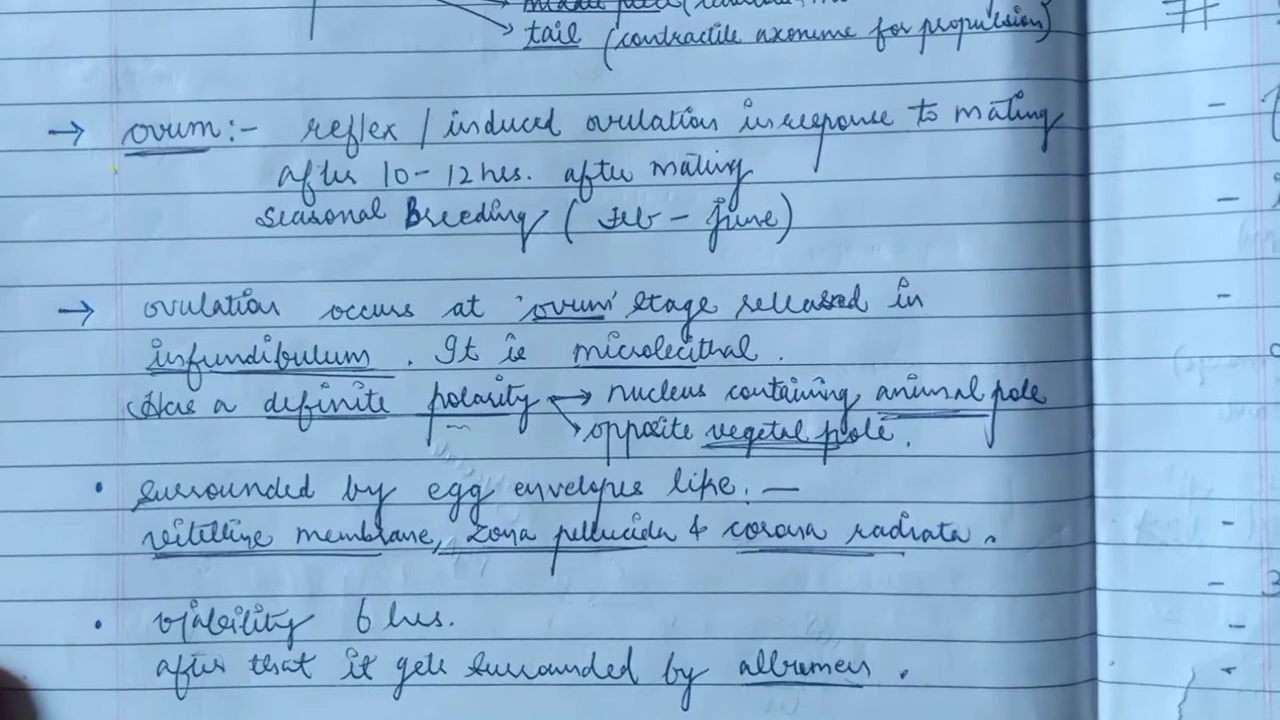 middle piece (
tail (contractile axoneme for propulsion)
#
→ ovum:- reflex / induced ovulation in response to mating
after 10-12 hrs. after mating
Seasonal Breeding (Feb - June)
→ ovulation occurs at 'ovum' stage released in
infundibulum. It is microlecithal.
Has a definite polarity → nucleus containing animal pole
→ opposite vegetal pole.
• surrounded by egg envelopes like. —
vitelline membrane, zona pellucida & corona radiata.
• viability 6 hrs.
after that it gets surrounded by albumen.